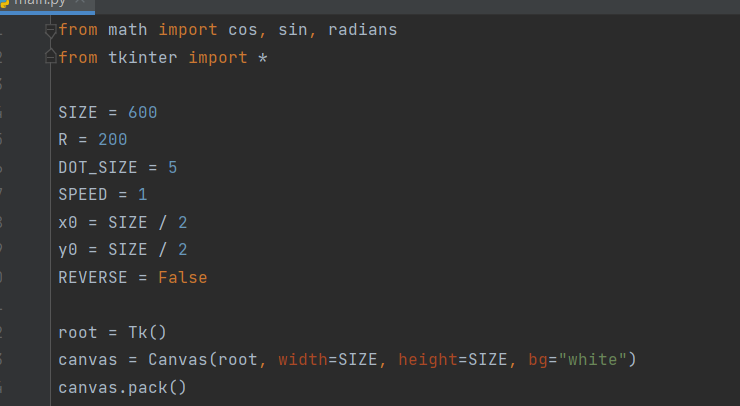 main.py
from math import cos, sin, radians
from tkinter import *
SIZE = 600
R = 200
DOT_SIZE = 5
SPEED = 1
x0 = SIZE / 2
y0 = SIZE / 2
REVERSE = False
root = Tk()
canvas = Canvas(root, width=SIZE, height=SIZE, bg="white")
canvas.pack()